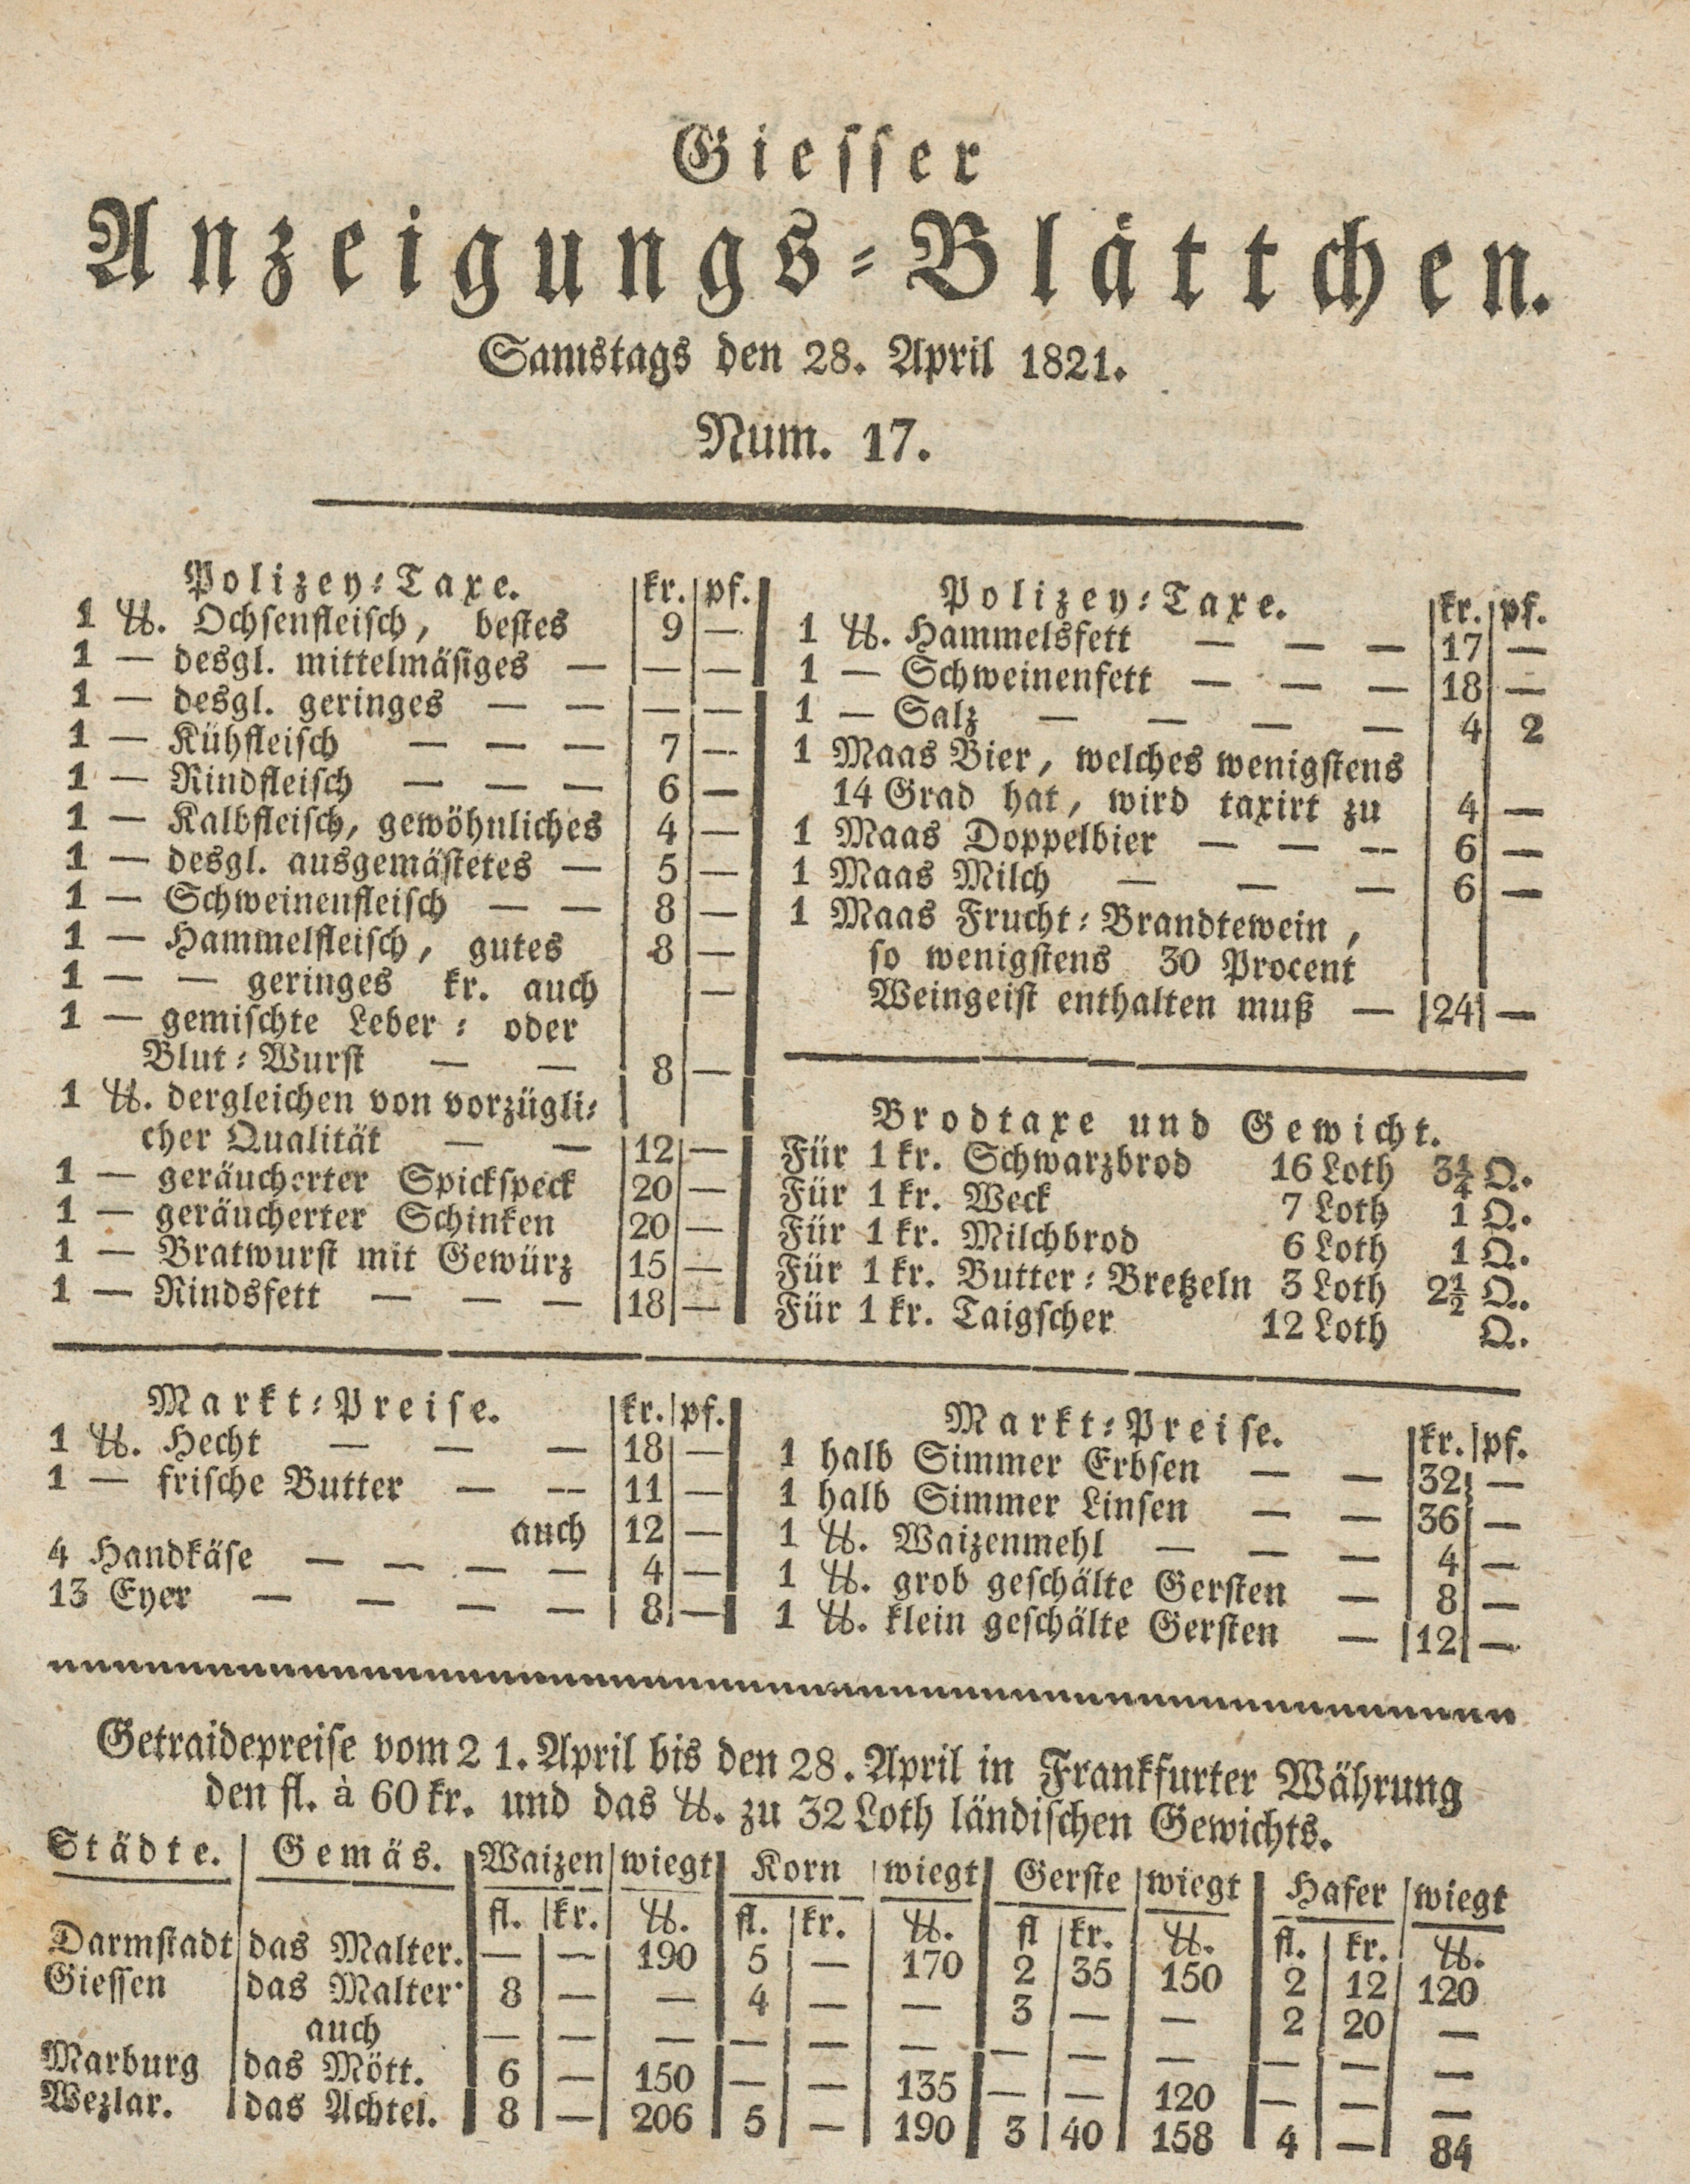 Giesser
Anzeigungs-Blättchen.
Samstags den 28. April 1821.
Num. 17.
Polizey-Taxe. kr. pf.
1 ℔. Ochsenfleisch, bestes 9 —
1 — desgl. mittelmäsiges — — —
1 — desgl. geringes — — — —
1 — Kühfleisch — — — 7 —
1 — Rindfleisch — — — 6 —
1 — Kalbfleisch, gewöhnliches 4 —
1 — desgl. ausgemästetes — 5 —
1 — Schweinenfleisch — — 8 —
1 — Hammelfleisch, gutes 8 —
1 — — geringes kr. auch —
1 — gemischte Leber- oder
Blut-Wurst — — 8 —
1 ℔. dergleichen von vorzügli-
cher Qualität — — 12 —
1 — geräucherter Spickspeck 20 —
1 — geräucherter Schinken 20 —
1 — Bratwurst mit Gewürz 15 —
1 — Rindsfett — — — 18 —
Polizey-Taxe. kr. pf.
1 ℔. Hammelsfett — — — 17 —
1 — Schweinenfett — — — 18 —
1 — Salz — — — — 4 2
1 Maas Bier, welches wenigstens
14 Grad hat, wird taxirt zu 4 —
1 Maas Doppelbier — — — 6 —
1 Maas Milch — — — 6 —
1 Maas Frucht-Brandtewein,
so wenigstens 30 Procent
Weingeist enthalten muß — 24 —
Brodtaxe und Gewicht.
Für 1 kr. Schwarzbrod 16 Loth 3¼ Q.
Für 1 kr. Weck 7 Loth 1 Q.
Für 1 kr. Milchbrod 6 Loth 1 Q.
Für 1 kr. Butter-Bretzeln 3 Loth 2½ Q.
Für 1 kr. Taigscher 12 Loth Q.
Markt-Preise. kr. pf.
1 ℔. Hecht — — — 18 —
1 — frische Butter — — 11 —
auch 12 —
4 Handkäse — — — — 4 —
13 Eyer — — — — 8 —
Markt-Preise. kr. pf.
1 halb Simmer Erbsen — — 32 —
1 halb Simmer Linsen — — 36 —
1 ℔. Waizenmehl — — — 4 —
1 ℔. grob geschälte Gersten — 8 —
1 ℔. klein geschälte Gersten — 12 —
Getraidepreise vom 21. April bis den 28. April in Frankfurter Währung
den fl. à 60 kr. und das ℔. zu 32 Loth ländischen Gewichts.
Städte. Gemäs. Waizen wiegt Korn wiegt Gerste wiegt Hafer wiegt
fl. kr. ℔. fl. kr. ℔. fl kr. ℔. fl. kr. ℔.
Darmstadt das Malter. — — 190 5 — 170 2 35 150 2 12 120
Giessen das Malter. 8 — — 4 — — 3 — — 2 20 —
auch — — — — — — — — — — — —
Marburg das Mött. 6 — 150 — — 135 — — 120 — — —
Wezlar. das Achtel. 8 — 206 5 — 190 3 40 158 4 — 84